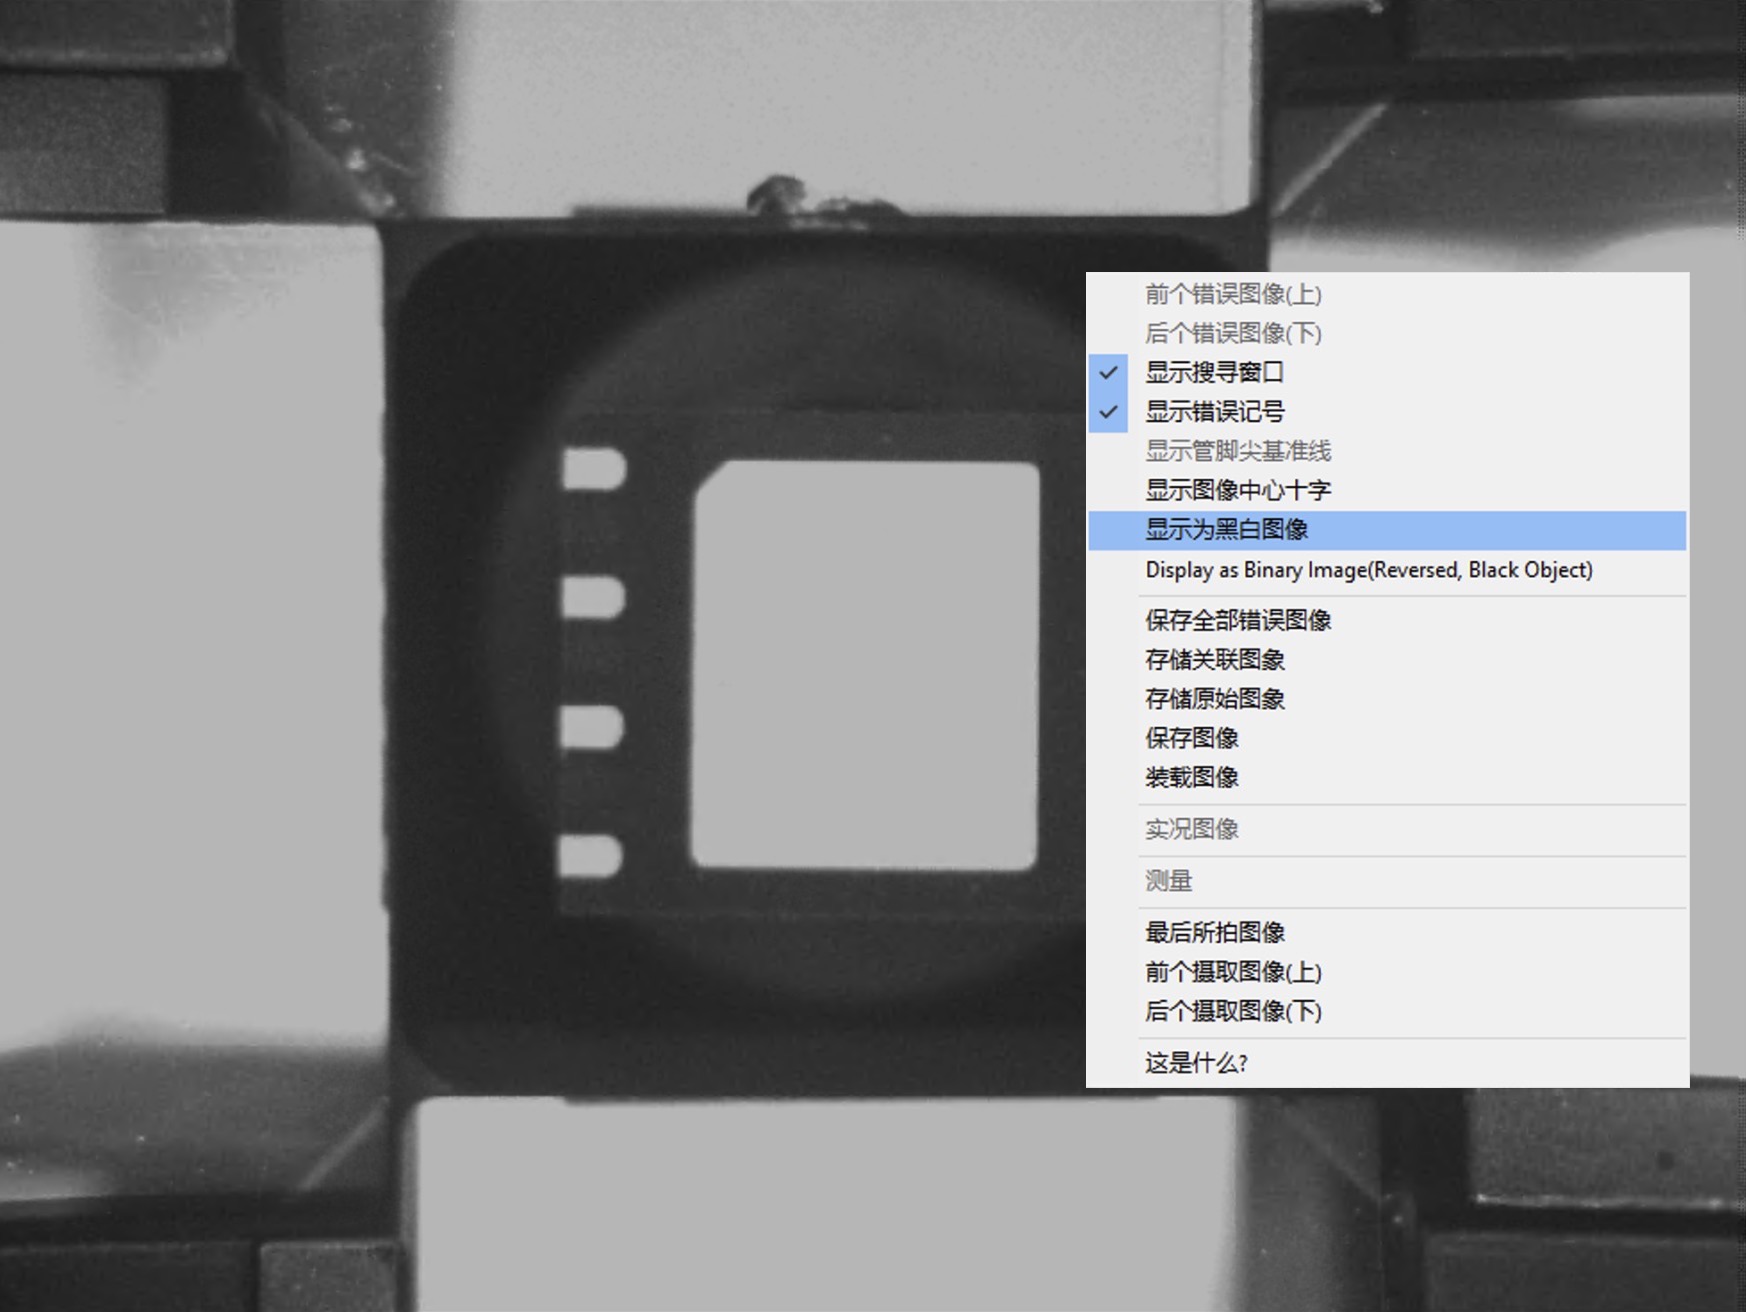 前个错误图像(上)
后个错误图像(下)
显示搜寻窗口
显示错误记号
显示管脚尖基准线
显示图像中心十字
显示为黑白图像
Display as Binary Image(Reversed, Black Object)
保存全部错误图像
存储关联图象
存储原始图象
保存图像
装载图像
实况图像
测量
最后所拍图像
前个摄取图像(上)
后个摄取图像(下)
这是什么?